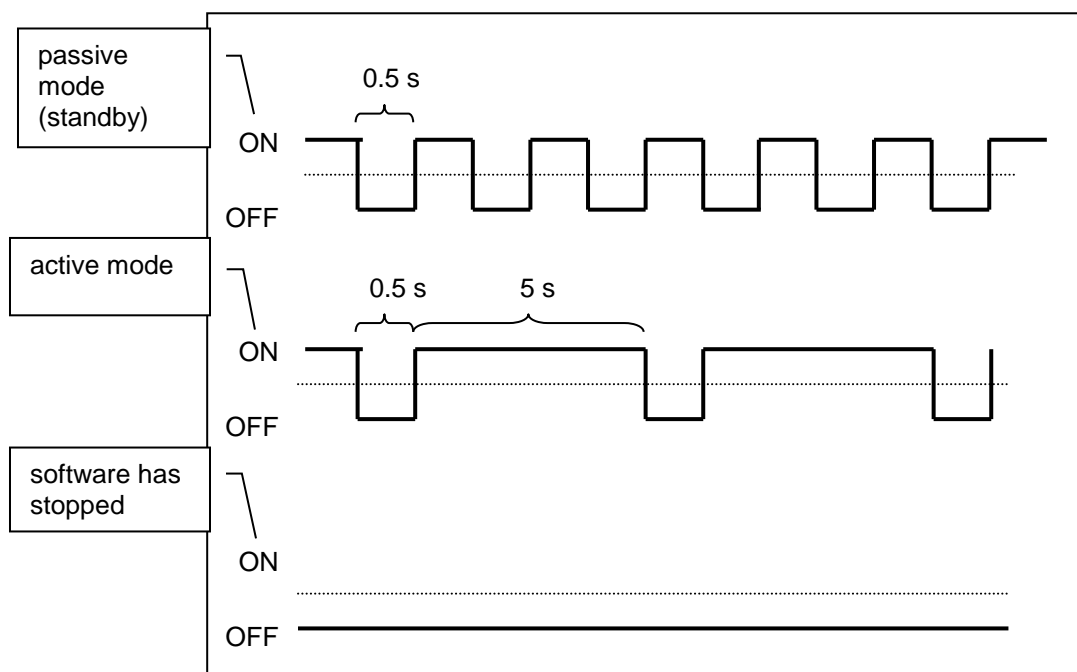 passive
mode
(standby)
0.5 s
ON
OFF
active mode
0.5 s
5 s
ON
OFF
software has
stopped
ON
OFF